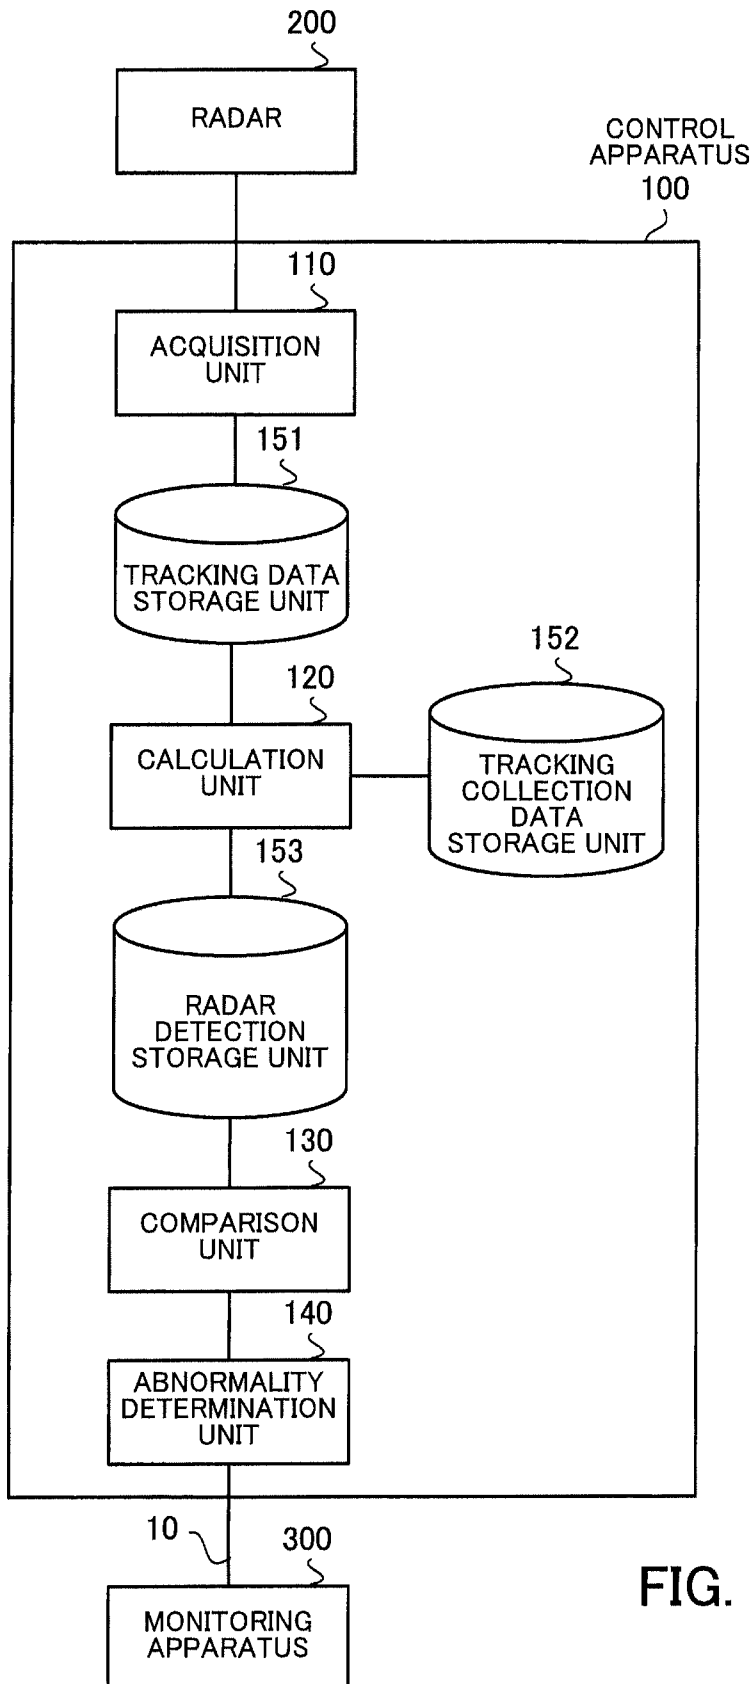 200
RADAR
CONTROL
APPARATUS
100
110
ACQUISITION
UNIT
151
TRACKING DATA
STORAGE UNIT
152
120
CALCULATION
UNIT
TRACKING
COLLECTION
DATA
STORAGE UNIT
153
RADAR
DETECTION
STORAGE UNIT
130
COMPARISON
UNIT
140
ABNORMALITY
DETERMINATION
UNIT
10
300
MONITORING
APPARATUS
FIG.